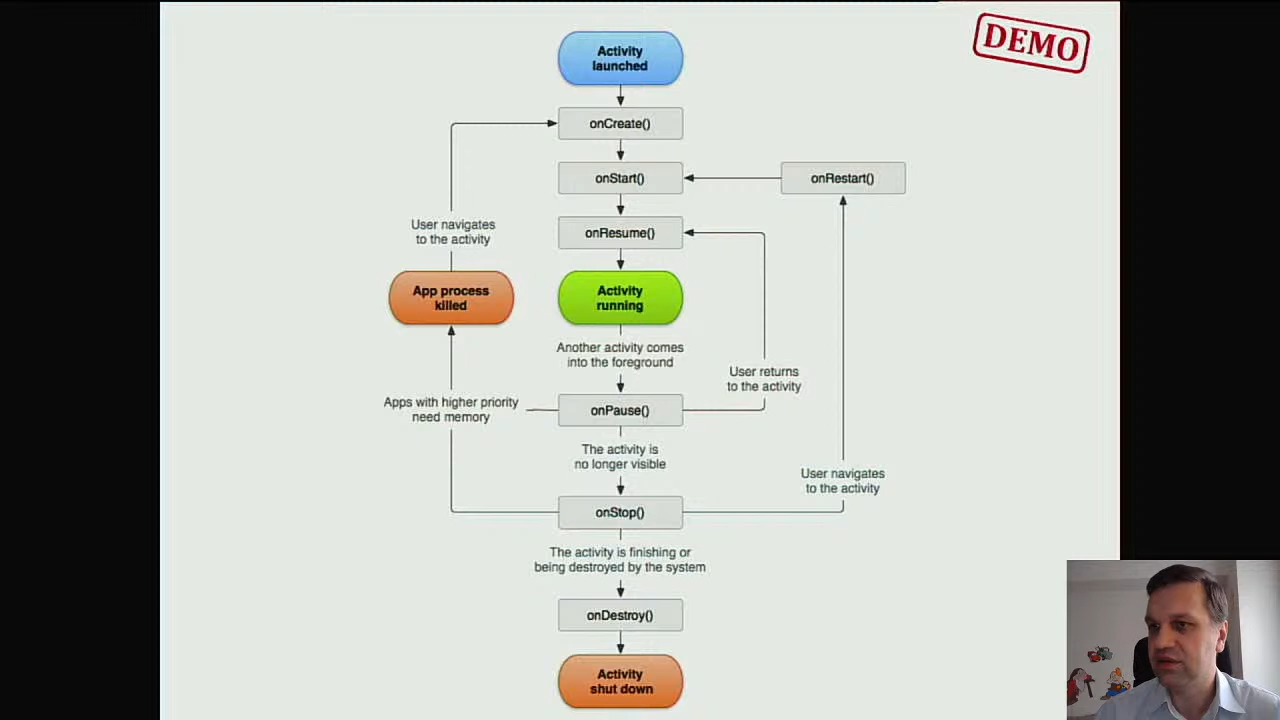 DEMO
Activity
launched
onCreate()
onStart()
onRestart()
onResume()
User navigates
to the activity
App process
killed
Activity
running
Another activity comes
into the foreground
User returns
to the activity
Apps with higher priority
need memory
onPause()
The activity is
no longer visible
User navigates
to the activity
onStop()
The activity is finishing or
being destroyed by the system
onDestroy()
Activity
shut down